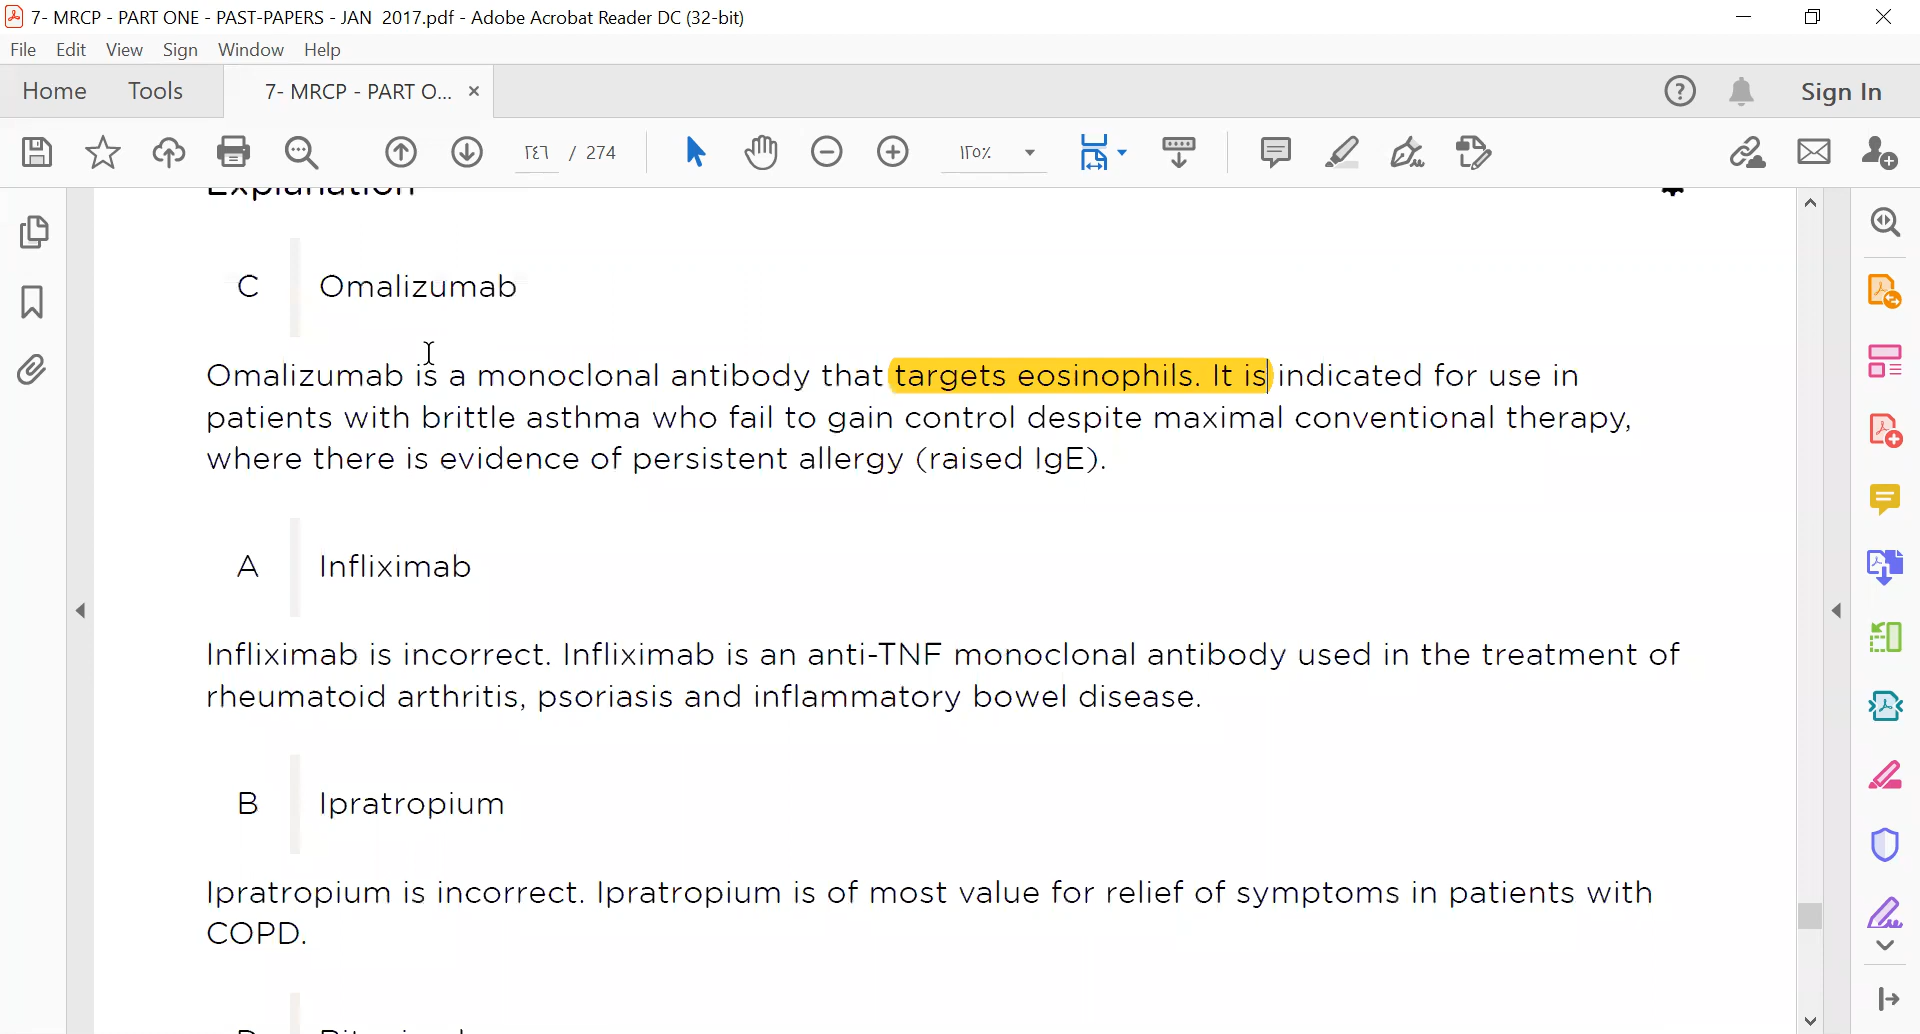 7- MRCP - PART ONE - PAST-PAPERS - JAN 2017.pdf - Adobe Acrobat Reader DC (32-bit)
File Edit View Sign Window Help
Home Tools 7- MRCP - PART O... × Sign In
٢٤٦ / 274 ١٢٥٪
Explanation
C Omalizumab
Omalizumab is a monoclonal antibody that targets eosinophils. It is indicated for use in
patients with brittle asthma who fail to gain control despite maximal conventional therapy,
where there is evidence of persistent allergy (raised IgE).
A Infliximab
Infliximab is incorrect. Infliximab is an anti-TNF monoclonal antibody used in the treatment of
rheumatoid arthritis, psoriasis and inflammatory bowel disease.
B Ipratropium
Ipratropium is incorrect. Ipratropium is of most value for relief of symptoms in patients with
COPD.